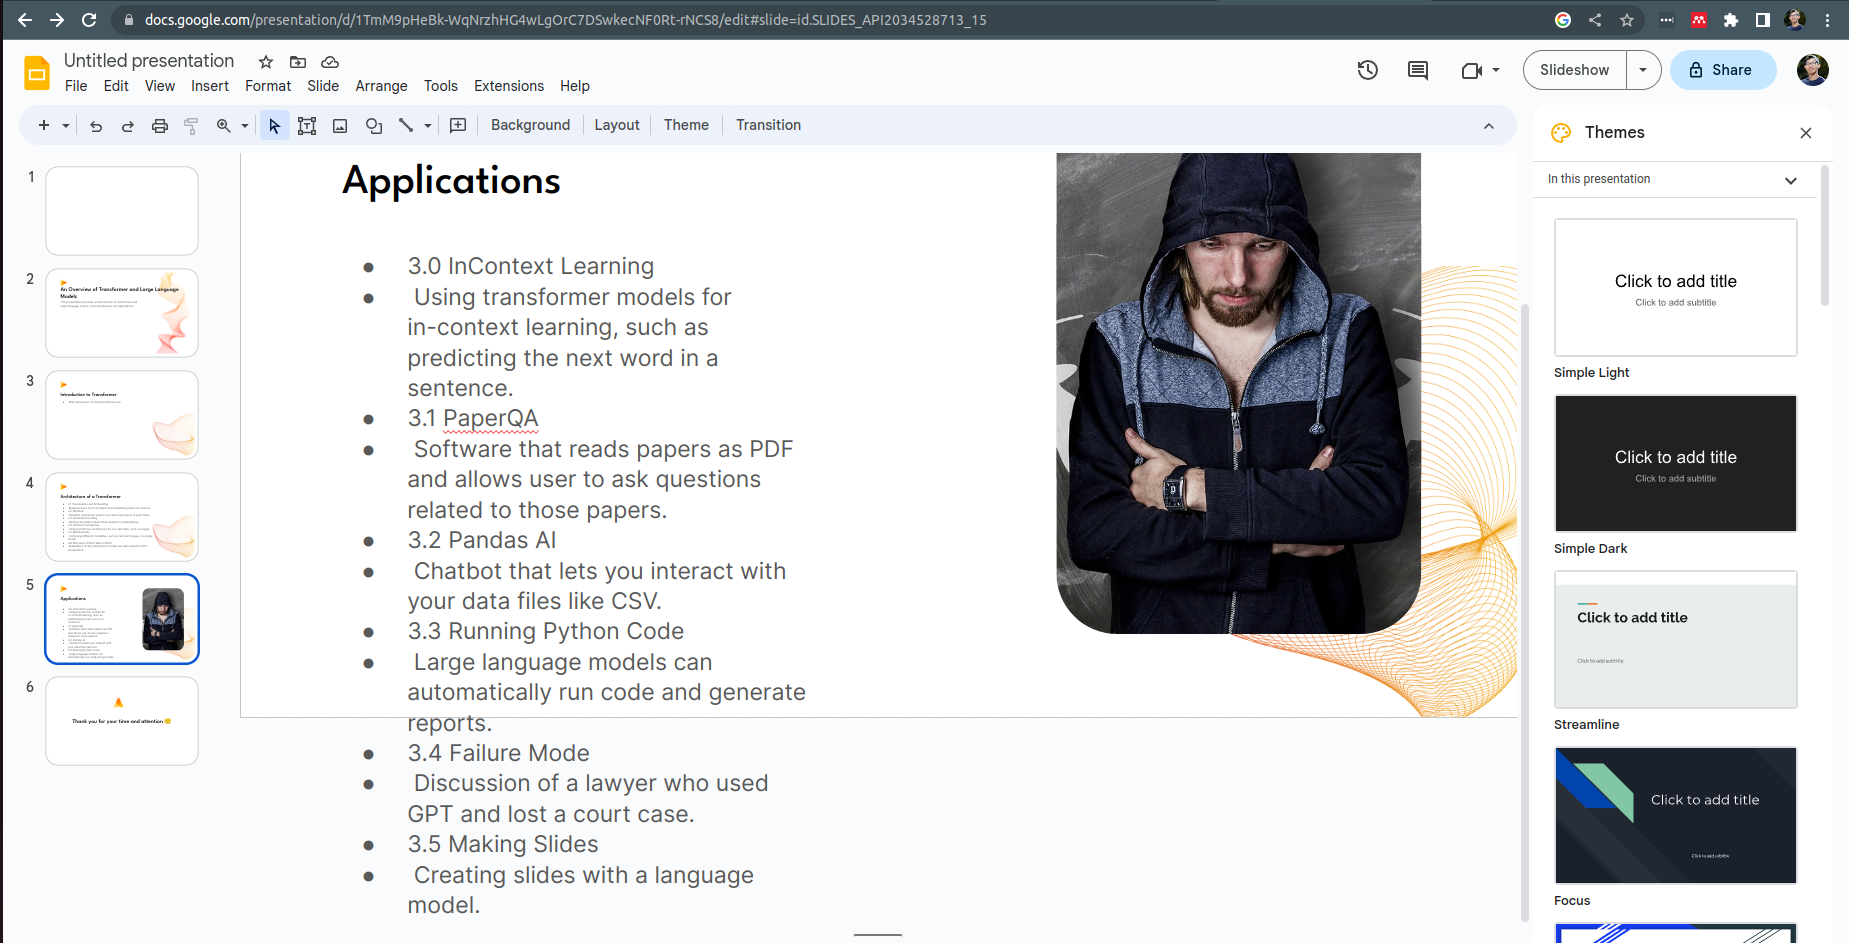 docs.google.com/presentation/d/1TmM9pHeBk-WqNrzhHG4wLgOrC7DSwkecNF0Rt-rNCS8/edit#slide=id.SLIDES_API2034528713_15
Untitled presentation
File Edit View Insert Format Slide Arrange Tools Extensions Help
Slideshow
Share
Background Layout Theme Transition
1
2
An Overview of Transformer and Large Language
Models
3
Introduction to Transformer
4
Architecture of a Transformer
5
Applications
6
Thank you for your time and attention 😊
Applications
● 3.0 InContext Learning
● Using transformer models for
in-context learning, such as
predicting the next word in a
sentence.
● 3.1 PaperQA
● Software that reads papers as PDF
and allows user to ask questions
related to those papers.
● 3.2 Pandas AI
● Chatbot that lets you interact with
your data files like CSV.
● 3.3 Running Python Code
● Large language models can
automatically run code and generate
reports.
● 3.4 Failure Mode
● Discussion of a lawyer who used
GPT and lost a court case.
● 3.5 Making Slides
● Creating slides with a language
model.
Themes
In this presentation
Click to add title
Click to add subtitle
Simple Light
Click to add title
Click to add subtitle
Simple Dark
Click to add title
Click to add subtitle
Streamline
Click to add title
Click to add subtitle
Focus